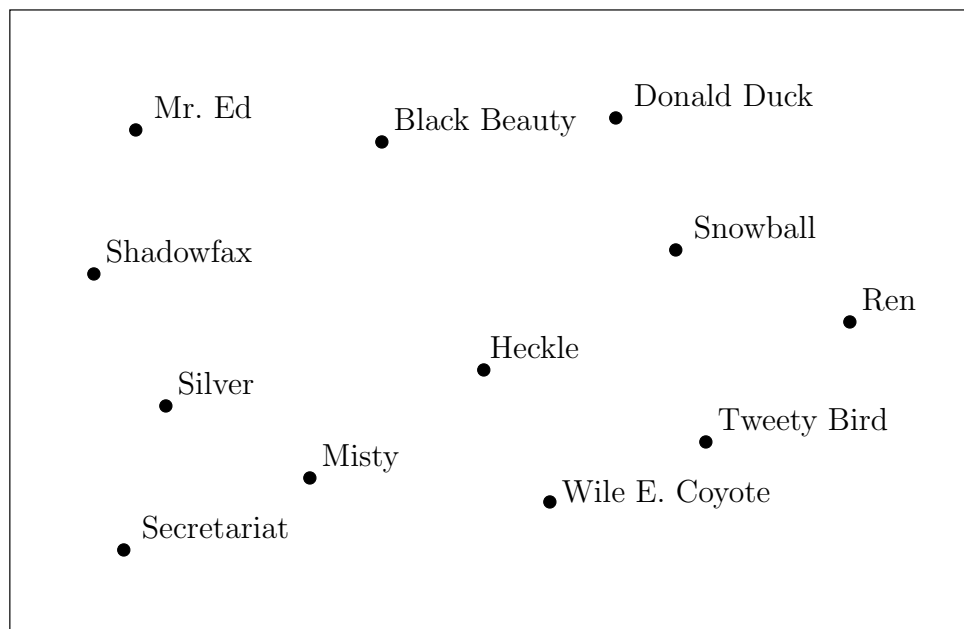 Donald Duck
Mr. Ed
Black Beauty
Snowball
Shadowfax
Ren
Heckle
Silver
Tweety Bird
Misty
Wile E. Coyote
Secretariat